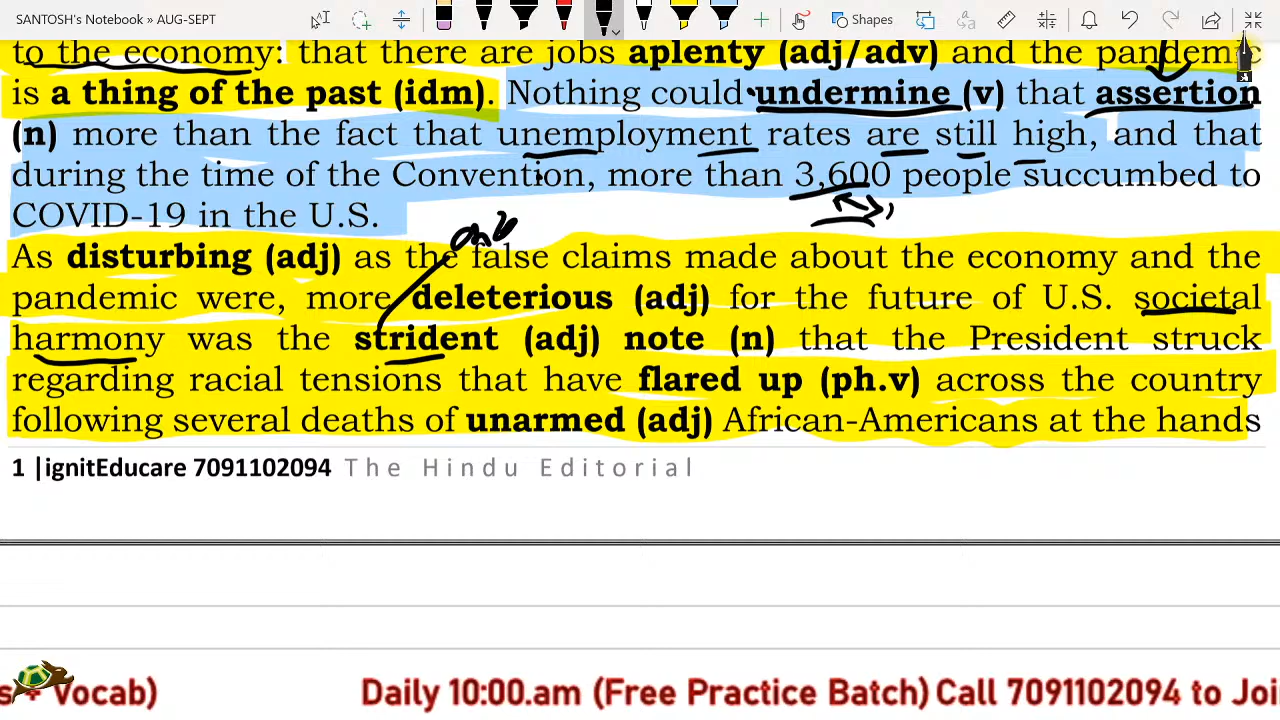 SANTOSH's Notebook » AUG-SEPT
Shapes
to the economy: that there are jobs aplenty (adj/adv) and the pandemic
is a thing of the past (idm). Nothing could undermine (v) that assertion
(n) more than the fact that unemployment rates are still high, and that
during the time of the Convention, more than 3,600 people succumbed to
COVID-19 in the U.S.
As disturbing (adj) as the false claims made about the economy and the
pandemic were, more deleterious (adj) for the future of U.S. societal
harmony was the strident (adj) note (n) that the President struck
regarding racial tensions that have flared up (ph.v) across the country
following several deaths of unarmed (adj) African-Americans at the hands
1 |ignitEducare 7091102094 The Hindu Editorial
s + Vocab) Daily 10:00.am (Free Practice Batch) Call 7091102094 to Joi